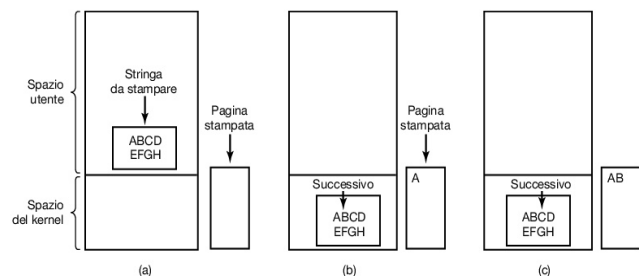 Spazio
utente
Stringa
da stampare
ABCD
EFGH
Pagina
stampata
Spazio
del kernel
(a)
Pagina
stampata
A
Successivo
ABCD
EFGH
(b)
AB
Successivo
ABCD
EFGH
(c)